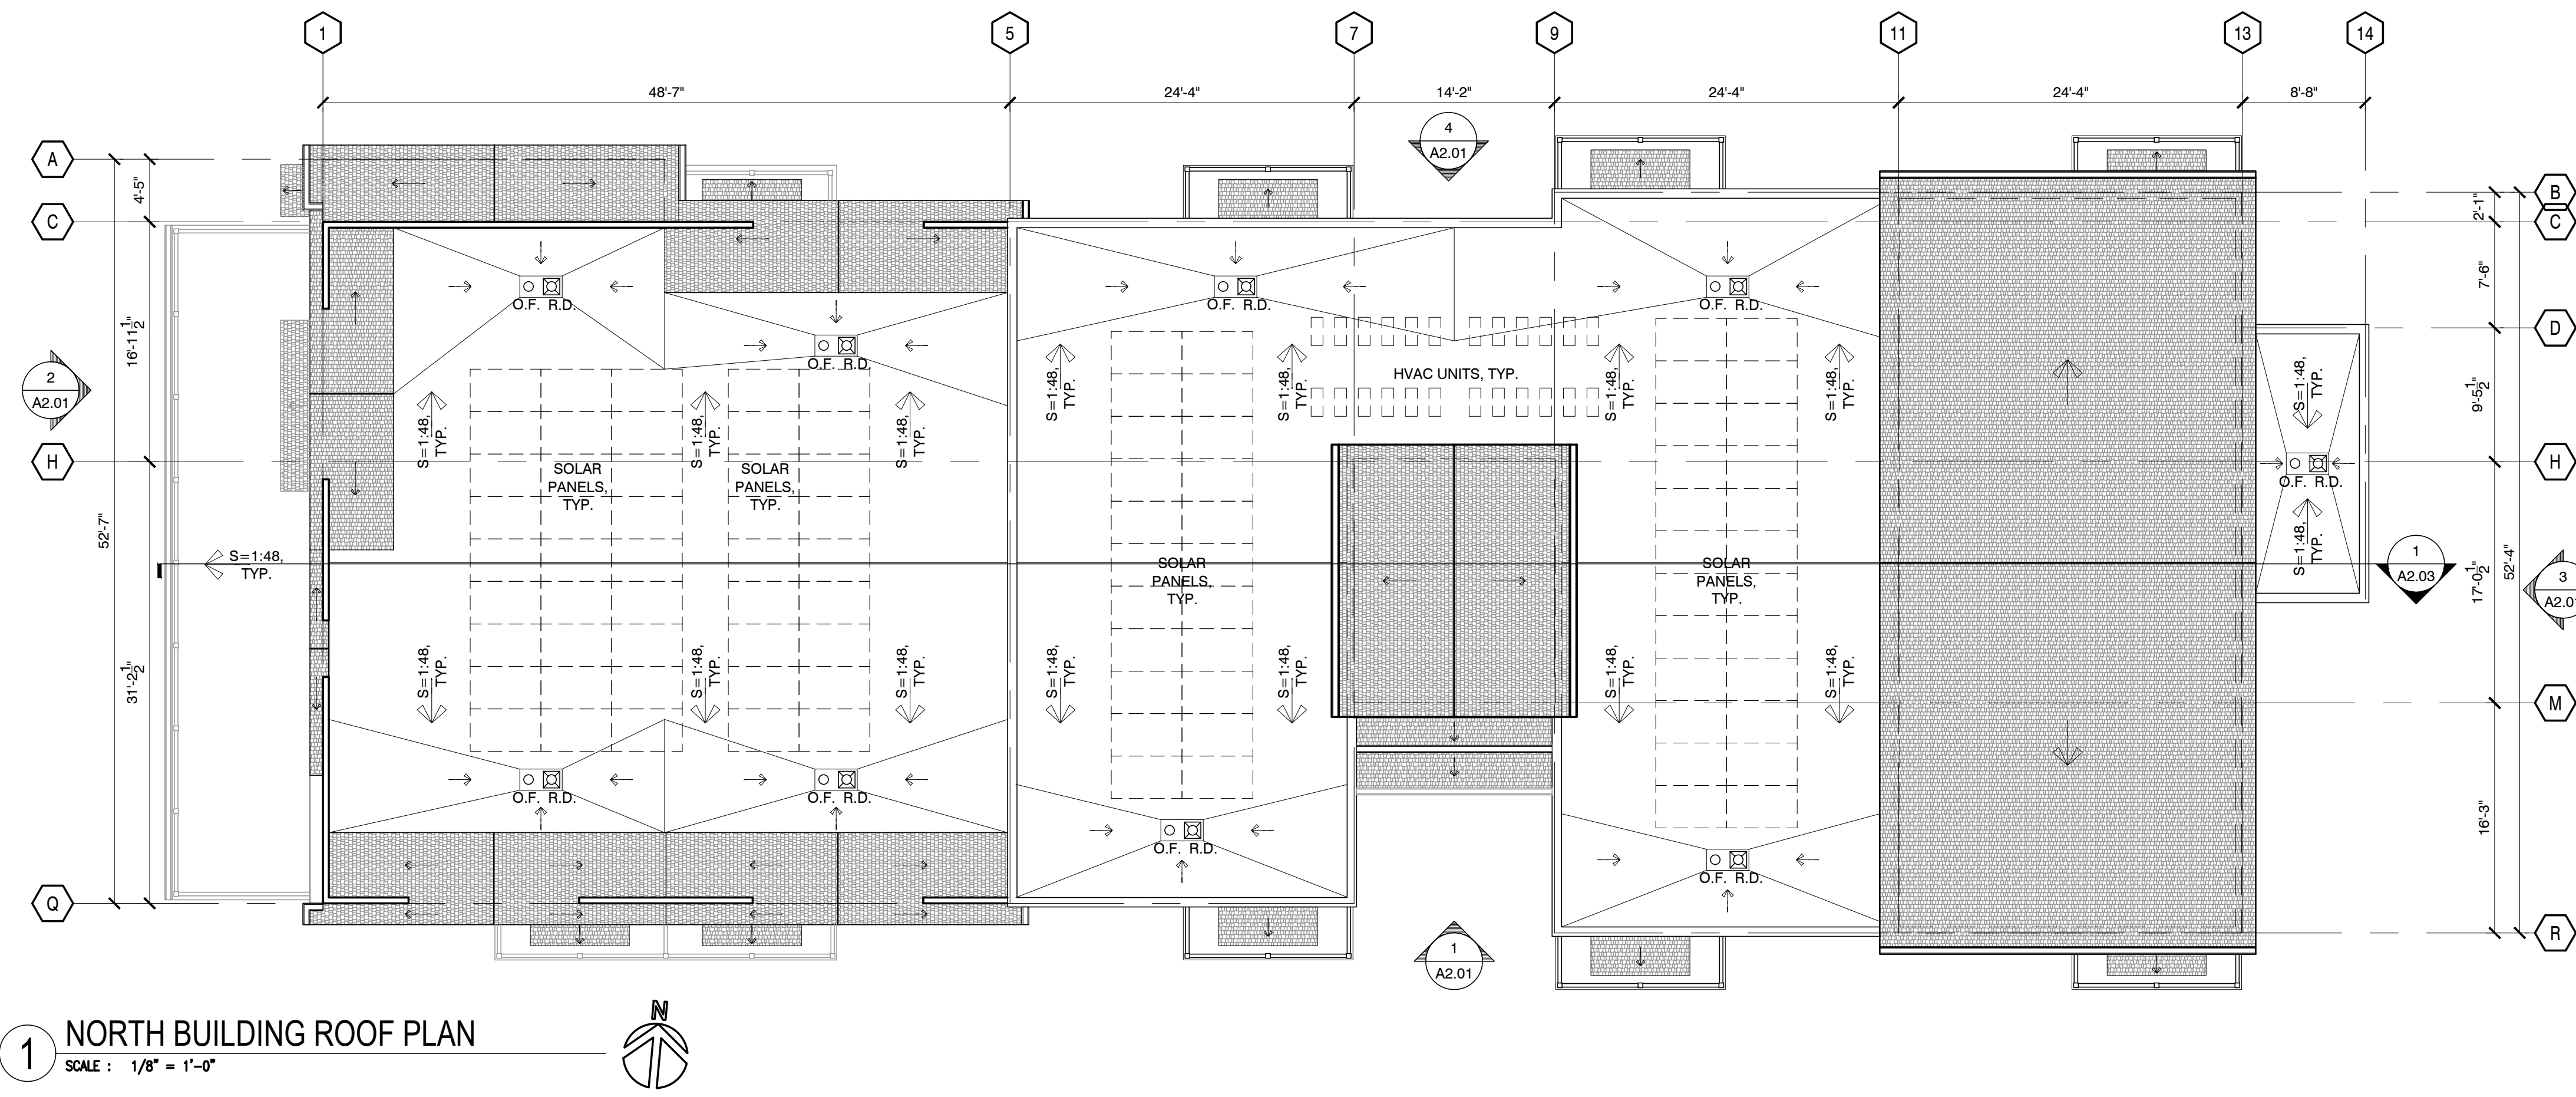 1
5
7
9
11
13
14
48'-7"
24'-4"
14'-2"
24'-4"
24'-4"
8'-8"
4
A2.01
A
C
H
Q
4'-5"
16'-11 1/2"
52'-7"
31'-2 1/2"
2
A2.01
B
C
D
H
M
R
2'-1"
7'-6"
9'-5 1/2"
17'-0 1/2"
52'-4"
16'-3"
O.F. R.D.
O.F. R.D.
O.F. R.D.
O.F. R.D.
HVAC UNITS, TYP.
S=1:48,
TYP.
S=1:48,
TYP.
S=1:48,
TYP.
S=1:48,
TYP.
S=1:48,
TYP.
S=1:48,
TYP.
S=1:48,
TYP.
S=1:48,
TYP.
O.F. R.D.
S=1:48,
TYP.
SOLAR
PANELS,
TYP.
SOLAR
PANELS,
TYP.
SOLAR
PANELS,
TYP.
SOLAR
PANELS,
TYP.
S=1:48,
TYP.
1
A2.03
3
S=1:48,
TYP.
S=1:48,
TYP.
S=1:48,
TYP.
S=1:48,
TYP.
S=1:48,
TYP.
S=1:48,
TYP.
S=1:48,
TYP.
O.F. R.D.
O.F. R.D.
O.F. R.D.
O.F. R.D.
1
A2.01
N
1
NORTH BUILDING ROOF PLAN
SCALE : 1/8" = 1'-0"